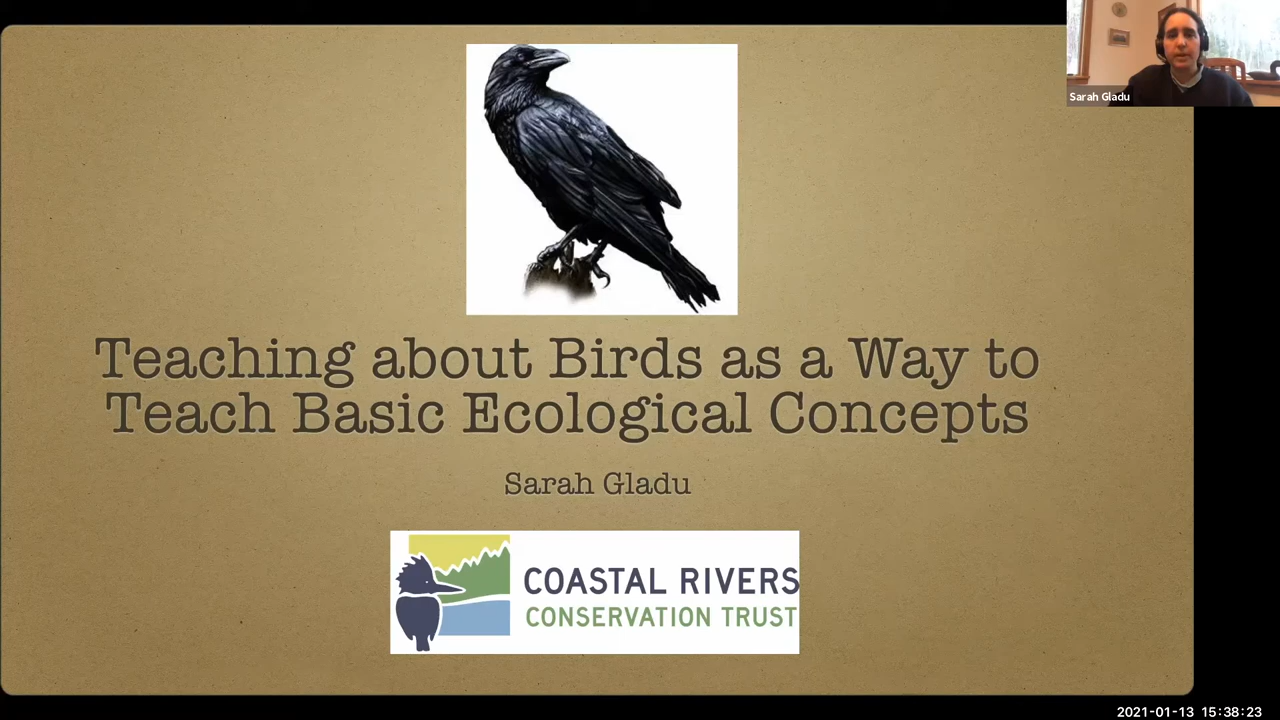 Sarah Gladu
Teaching about Birds as a Way to
Teach Basic Ecological Concepts
Sarah Gladu
COASTAL RIVERS
CONSERVATION TRUST
2021-01-13 15:38:23